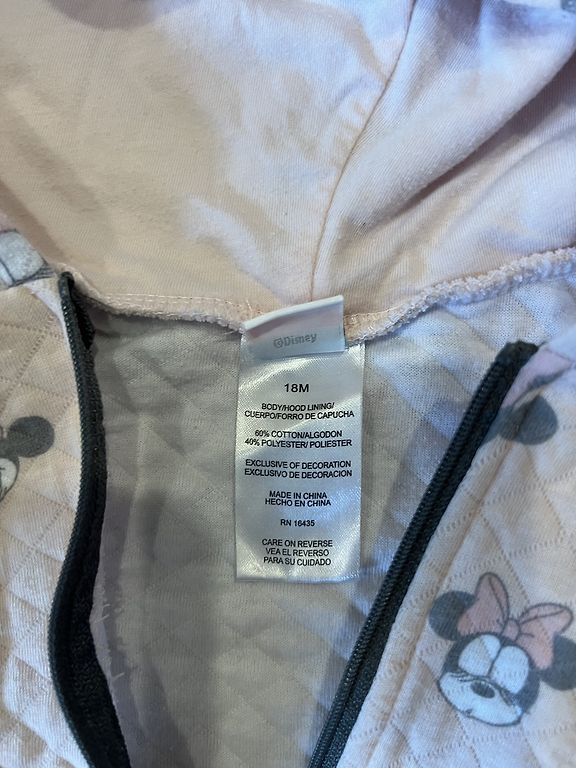 ©Disney
18M
BODY/HOOD LINING/
CUERPO/FORRO DE CAPUCHA
60% COTTON/ALGODON
40% POLYESTER/ POLIESTER
EXCLUSIVE OF DECORATION
EXCLUSIVO DE DECORACION
MADE IN CHINA
HECHO EN CHINA
RN 16435
CARE ON REVERSE
VEA EL REVERSO
PARA SU CUIDADO